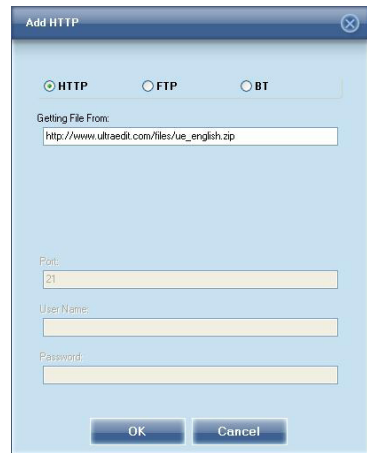 Add HTTP
HTTP FTP BT
Getting File From:
http://www.ultraedit.com/files/ue_english.zip
Port:
21
User Name:
Password:
OK Cancel